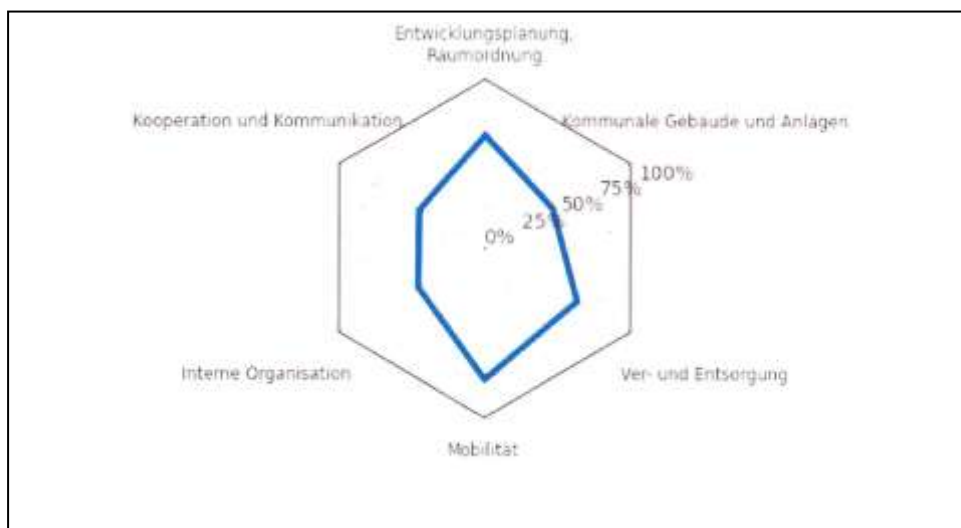 Entwicklungsplanung,
Raumordnung
Kooperation und Kommunikation
Kommunale Gebäude und Anlagen
100%
75%
50%
25%
0%
Interne Organisation
Ver- und Entsorgung
Mobilität